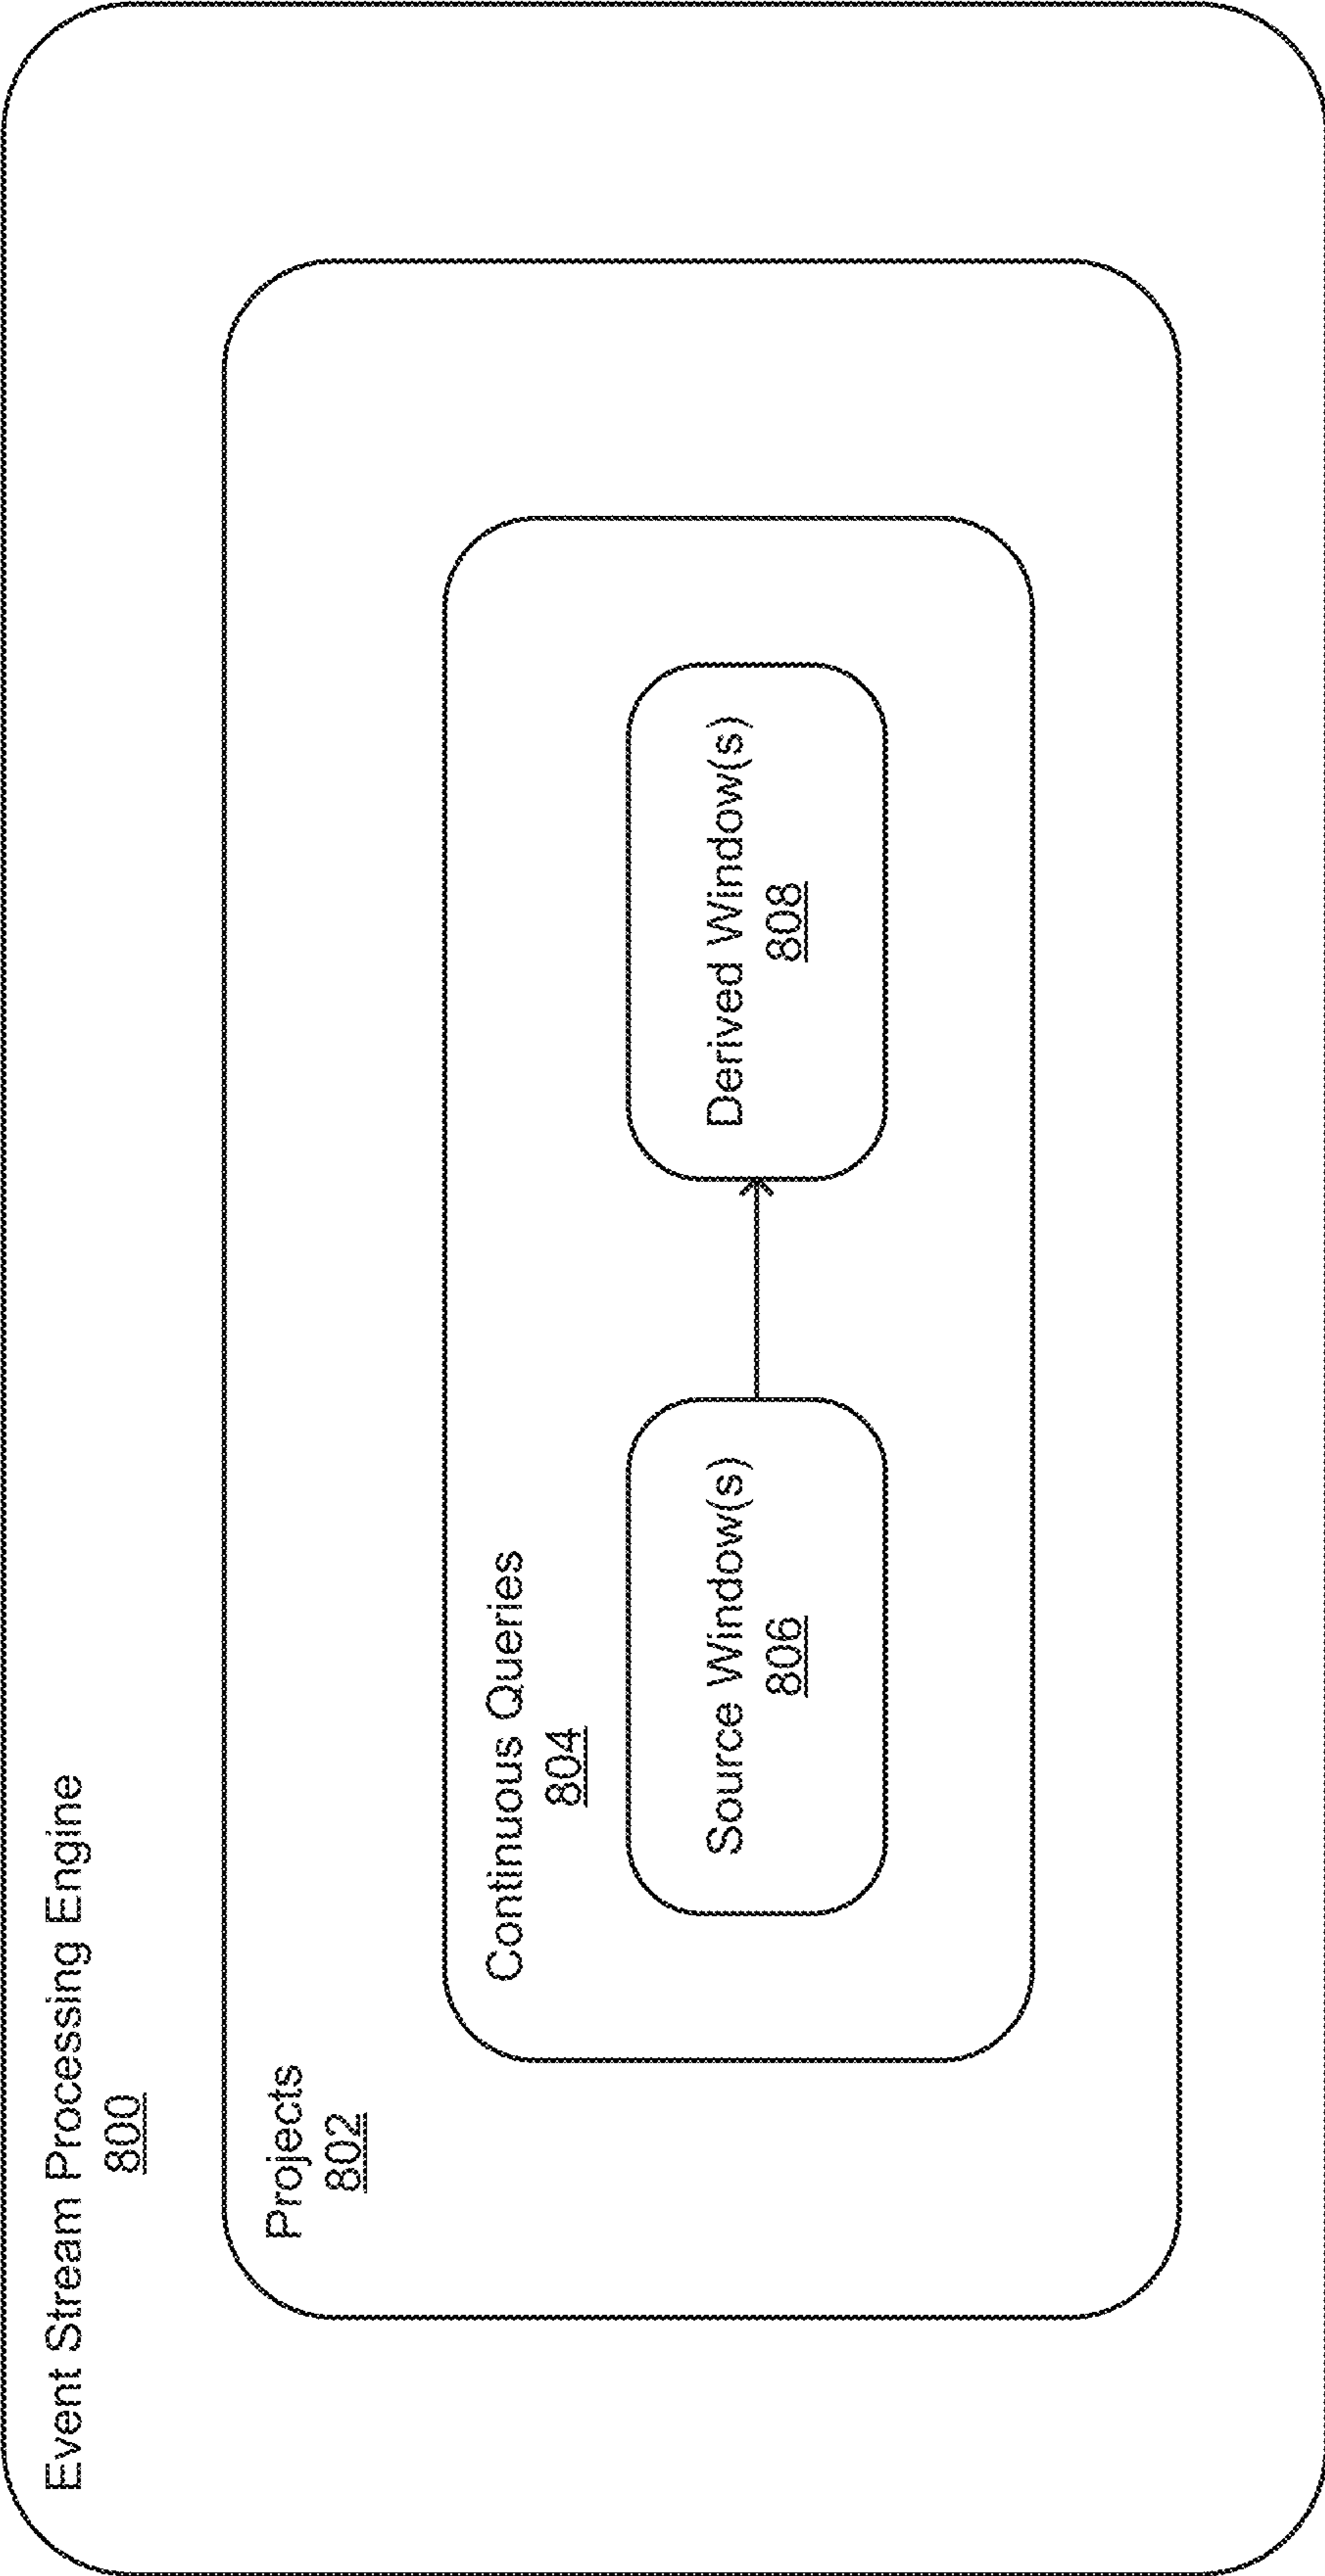 Event Stream Processing Engine
800
Projects
802
Continuous Queries
804
Source Window(s)
806
Derived Window(s)
808